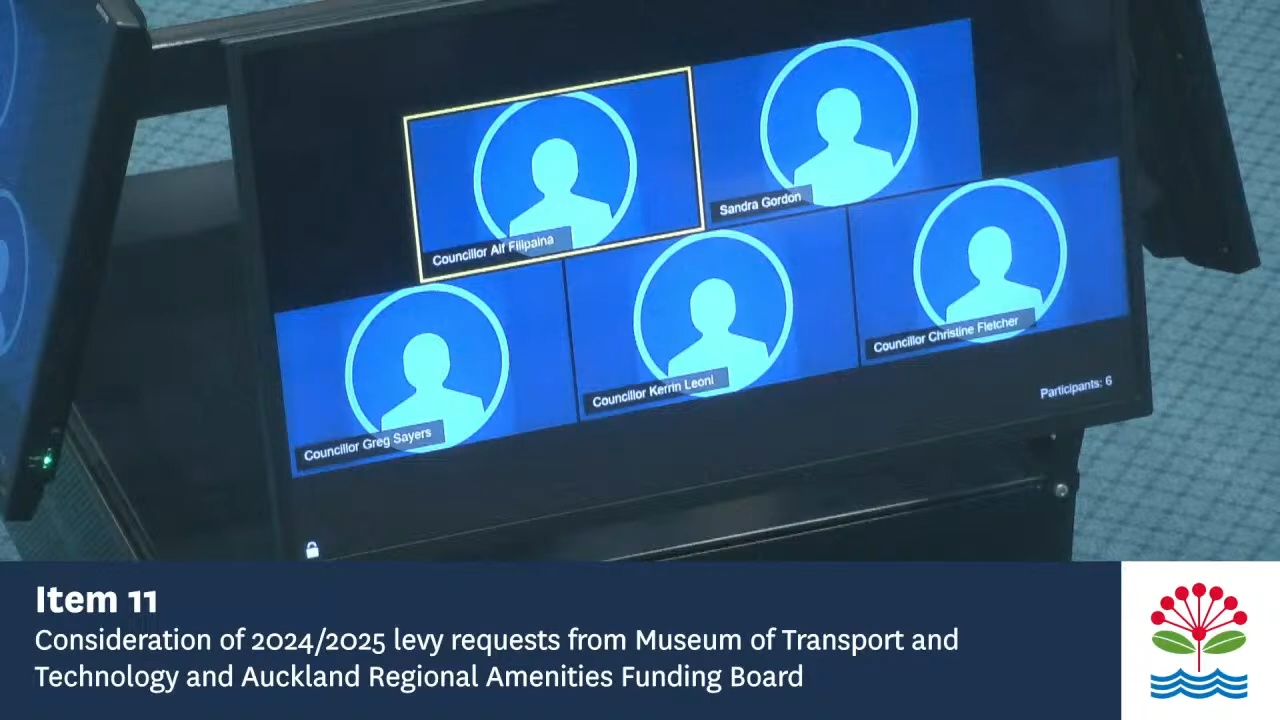 Councillor Alf Filipaina
Sandra Gordon
Councillor Greg Sayers
Councillor Kerrin Leoni
Councillor Christine Fletcher
Participants: 6
Item 11
Consideration of 2024/2025 levy requests from Museum of Transport and
Technology and Auckland Regional Amenities Funding Board